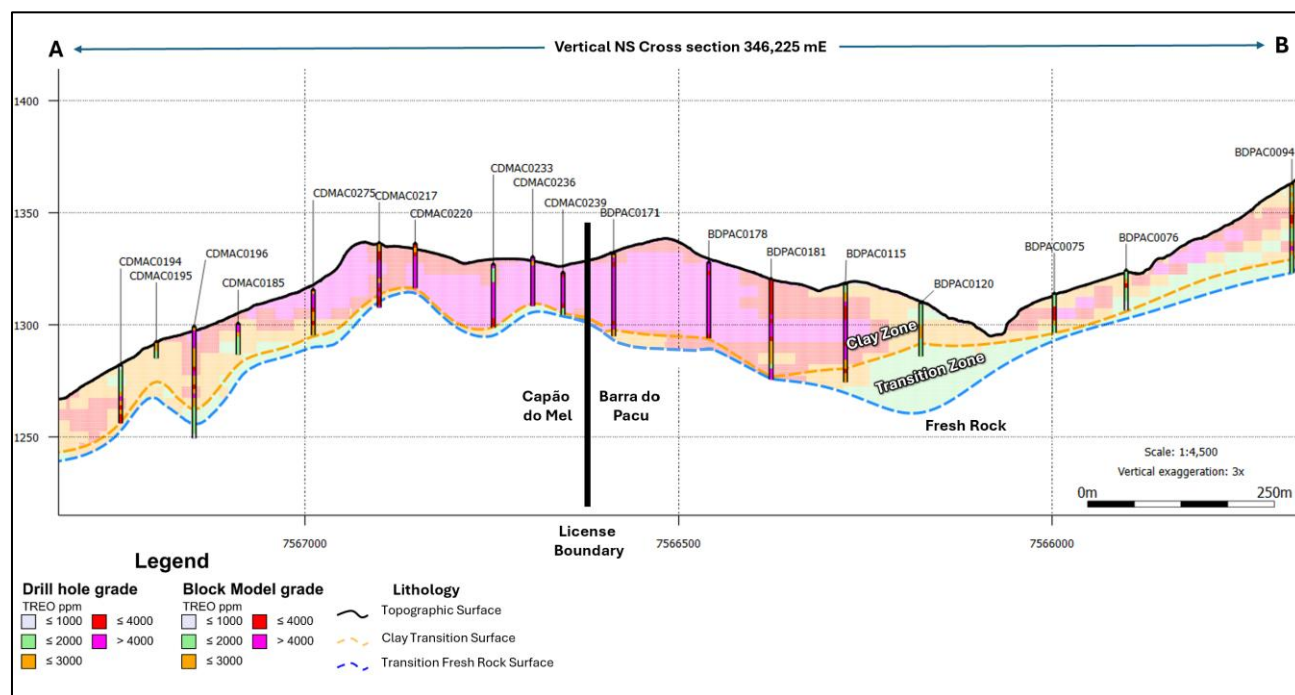 A
Vertical NS Cross section 346,225 mE
B
1400
1350
1300
1250
CDMAC0194
CDMAC0195
CDMAC0196
CDMAC0185
CDMAC0275
CDMAC0217
CDMAC0220
CDMAC0233
CDMAC0236
CDMAC0239
BDPAC0171
BDPAC0178
BDPAC0181
BDPAC0115
BDPAC0120
BDPAC0075
BDPAC0076
BDPAC0094
Clay Zone
Transition Zone
Fresh Rock
Capão
do Mel
Barra do
Pacu
License
Boundary
Scale: 1:4,500
Vertical exaggeration: 3x
0m
250m
7567000
7566500
7566000
Legend
Drill hole grade
TREO ppm
≤ 1000
≤ 2000
≤ 3000
≤ 4000
> 4000
Block Model grade
TREO ppm
≤ 1000
≤ 2000
≤ 3000
≤ 4000
> 4000
Lithology
Topographic Surface
Clay Transition Surface
Transition Fresh Rock Surface